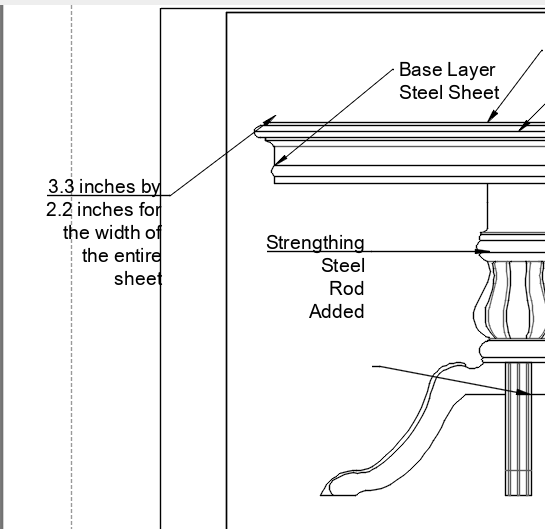 Base Layer
Steel Sheet
3.3 inches by
2.2 inches for
the width of
the entire
sheet
Strengthing
Steel
Rod
Added